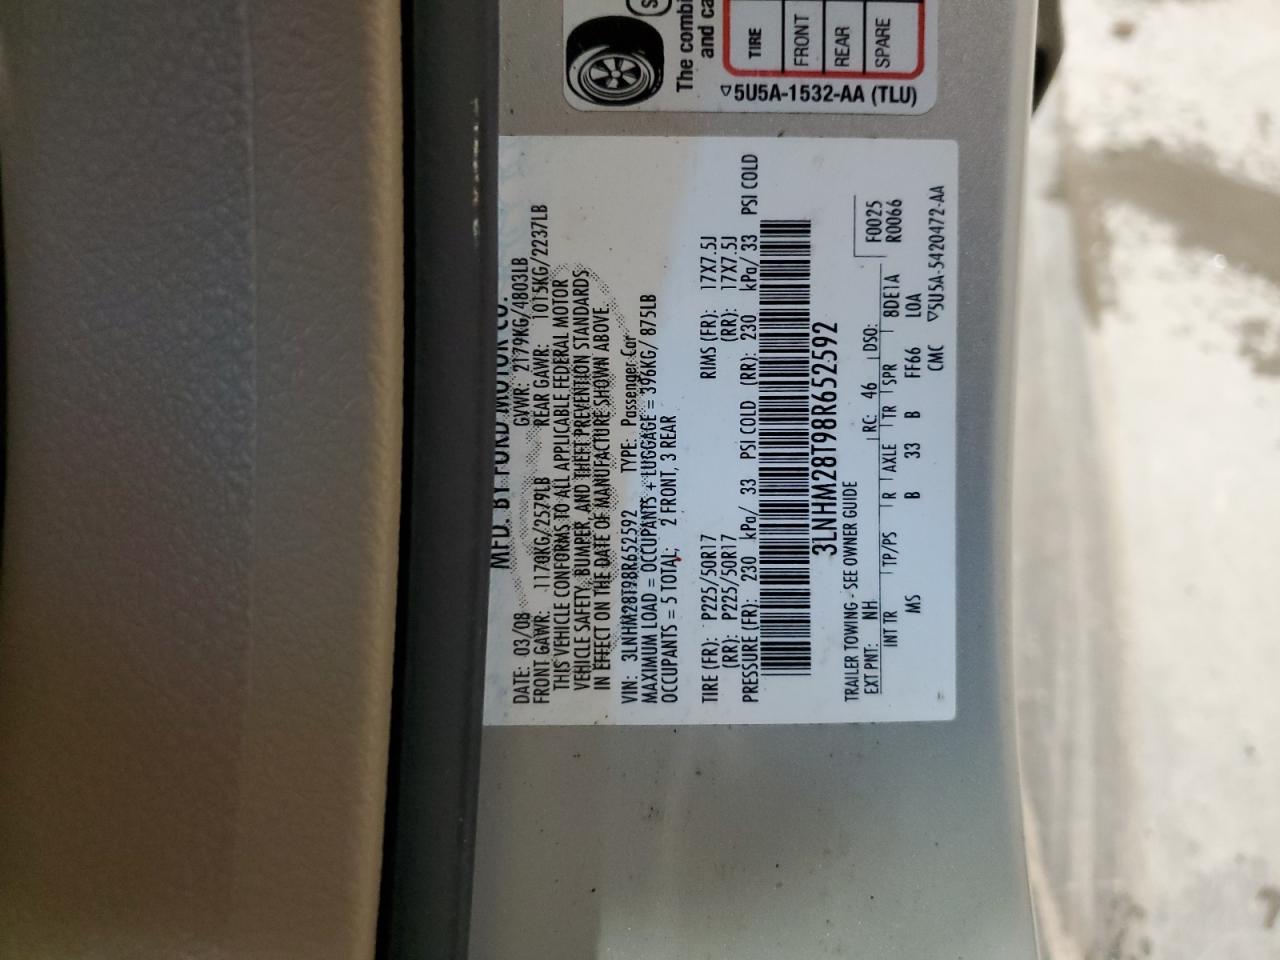 The combi
and ca
TIRE
FRONT
REAR
SPARE
▽5U5A-1532-AA (TLU)
MFD. BY FORD MOTOR CO.
DATE: 03/08 GVWR: 2179KG/4803LB
FRONT GAWR: 1170KG/2579LB REAR GAWR: 1015KG/2237LB
THIS VEHICLE CONFORMS TO ALL APPLICABLE FEDERAL MOTOR
VEHICLE SAFETY, BUMPER, AND THEFT PREVENTION STANDARDS
IN EFFECT ON THE DATE OF MANUFACTURE SHOWN ABOVE.
VIN: 3LNHM28T98R652592 TYPE: Passenger Car
MAXIMUM LOAD = OCCUPANTS + LUGGAGE = 396KG/ 875LB
OCCUPANTS = 5 TOTAL; 2 FRONT, 3 REAR
TIRE (FR): P225/50R17 RIMS (FR): 17X7.5J
(RR): P225/50R17 (RR): 17X7.5J
PRESSURE (FR): 230 kPa/ 33 PSI COLD (RR): 230 kPa/ 33 PSI COLD
3LNHM28T98R652592
TRAILER TOWING - SEE OWNER GUIDE
EXT PNT: NH RC: 46 DSO: F0025
R0066
INT TR TP/PS R AXLE TR SPR 8DE1A
MS B 33 B FF66 LOA
CMC ▽5U5A-5420472-AA